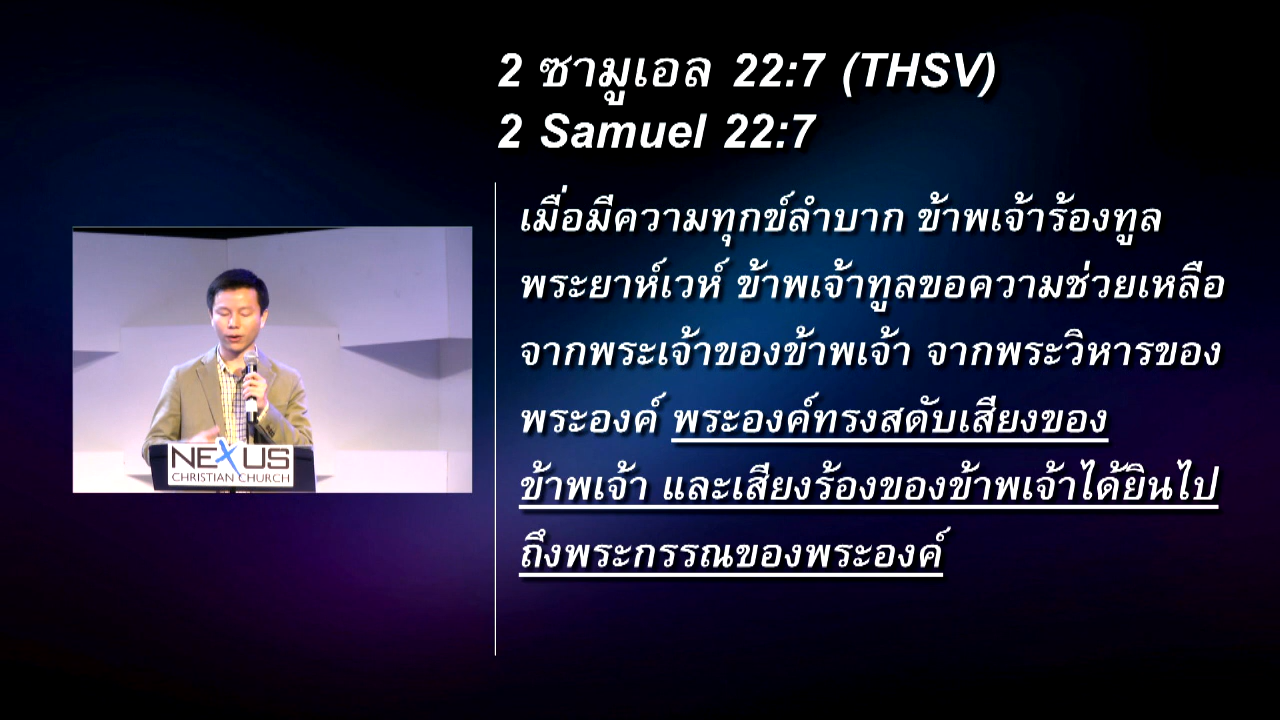 2 ซามูเอล 22:7 (THSV)
2 Samuel 22:7
เมื่อมีความทุกข์ลำบาก ข้าพเจ้าร้องทูล
พระยาห์เวห์ ข้าพเจ้าทูลขอความช่วยเหลือ
จากพระเจ้าของข้าพเจ้า จากพระวิหารของ
พระองค์ พระองค์ทรงสดับเสียงของ
ข้าพเจ้า และเสียงร้องของข้าพเจ้าได้ยินไป
ถึงพระกรรณของพระองค์
NEXUS
CHRISTIAN CHURCH